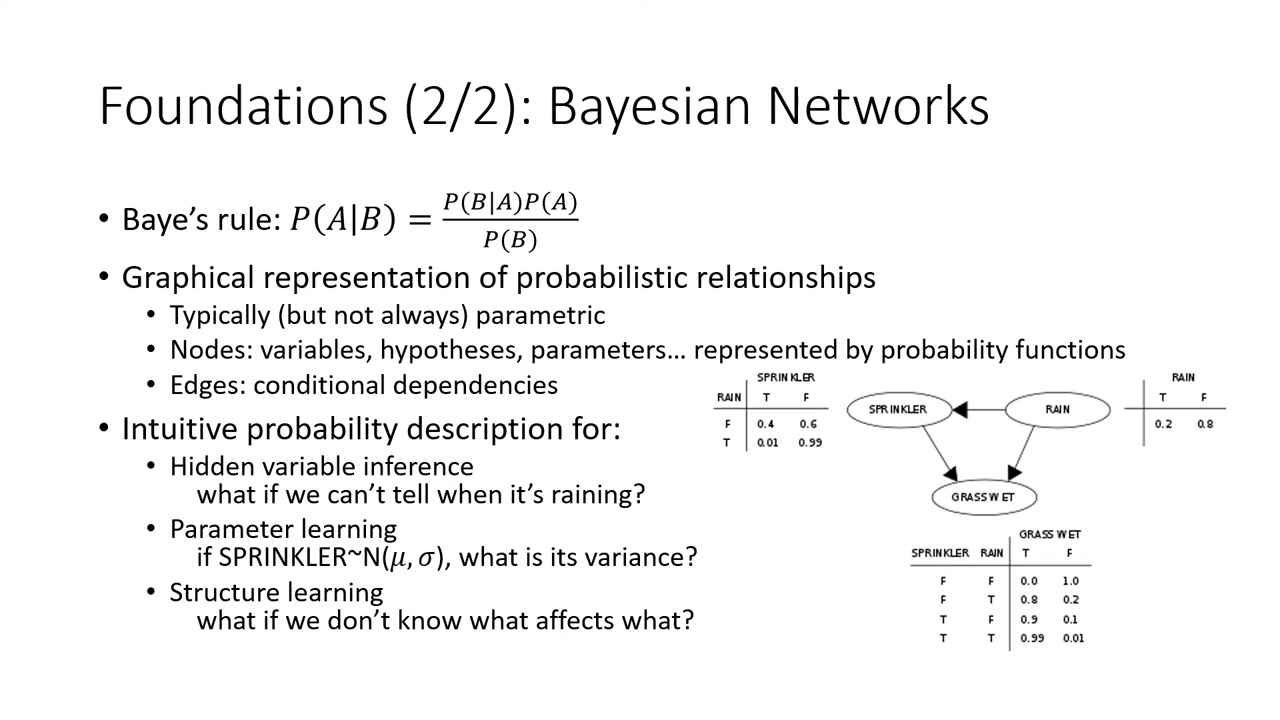 Foundations (2/2): Bayesian Networks
• Baye's rule: P(A|B) = P(B|A)P(A) / P(B)
• Graphical representation of probabilistic relationships
• Typically (but not always) parametric
• Nodes: variables, hypotheses, parameters… represented by probability functions
• Edges: conditional dependencies
• Intuitive probability description for:
• Hidden variable inference
what if we can't tell when it's raining?
• Parameter learning
if SPRINKLER~N(μ, σ), what is its variance?
• Structure learning
what if we don't know what affects what?
SPRINKLER
RAIN T F
F 0.4 0.6
T 0.01 0.99
SPRINKLER
RAIN
GRASS WET
RAIN
T F
0.2 0.8
GRASS WET
SPRINKLER RAIN T F
F F 0.0 1.0
F T 0.8 0.2
T F 0.9 0.1
T T 0.99 0.01